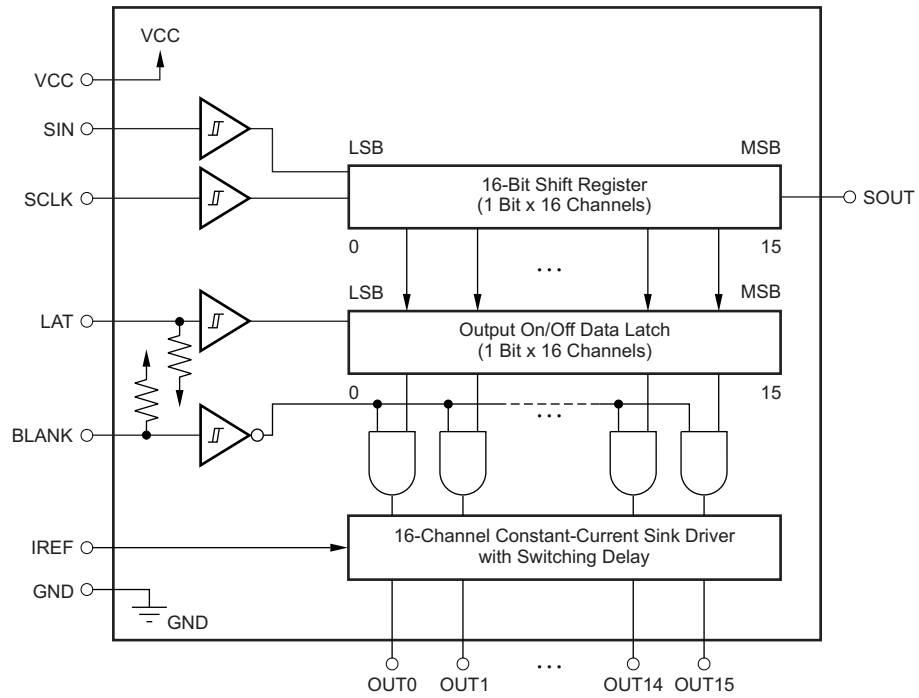 VCC
VCC
SIN
LSB
MSB
16-Bit Shift Register
(1 Bit x 16 Channels)
SCLK
SOUT
0
15
...
LSB
MSB
LAT
Output On/Off Data Latch
(1 Bit x 16 Channels)
0
15
...
BLANK
16-Channel Constant-Current Sink Driver
with Switching Delay
IREF
GND
GND
...
OUT0
OUT1
OUT14
OUT15